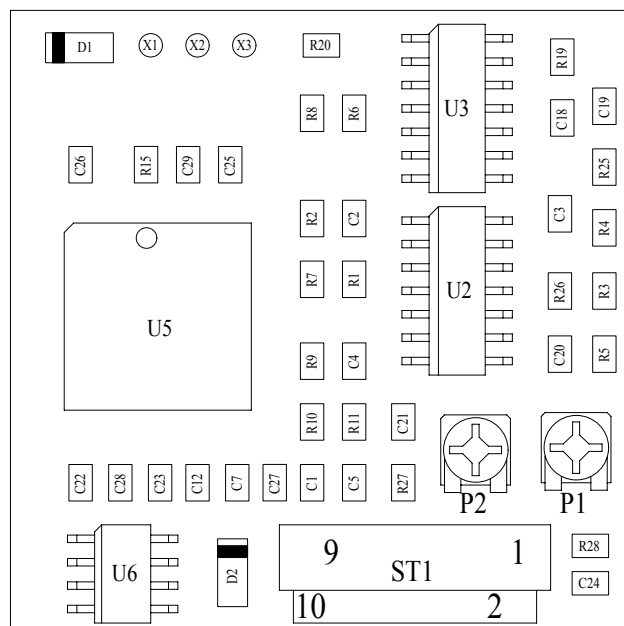 D1 X1 X2 X3 R20
R19
R8 R6 U3 C18 C19
C26 R15 C29 C25 R25
R2 C2 C3 R4
R7 R1 U2 R26 R3
U5
R9 C4 C20 R5
R10 R11 C21
C22 C28 C23 C12 C7 C27 C1 C5 R27 P2 P1
9 1 R28
U6 D2 ST1 C24
10 2